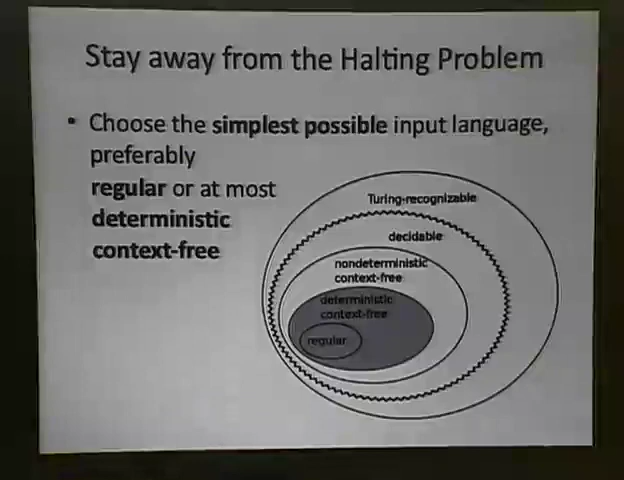 Stay away from the Halting Problem
• Choose the simplest possible input language,
preferably
regular or at most
deterministic
context-free
Turing-recognizable
decidable
nondeterministic
context-free
deterministic
context-free
regular